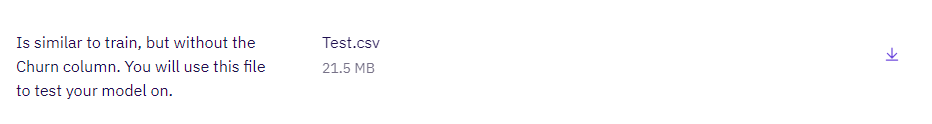 Is similar to train, but without the
Churn column. You will use this file
to test your model on.
Test.csv
21.5 MB